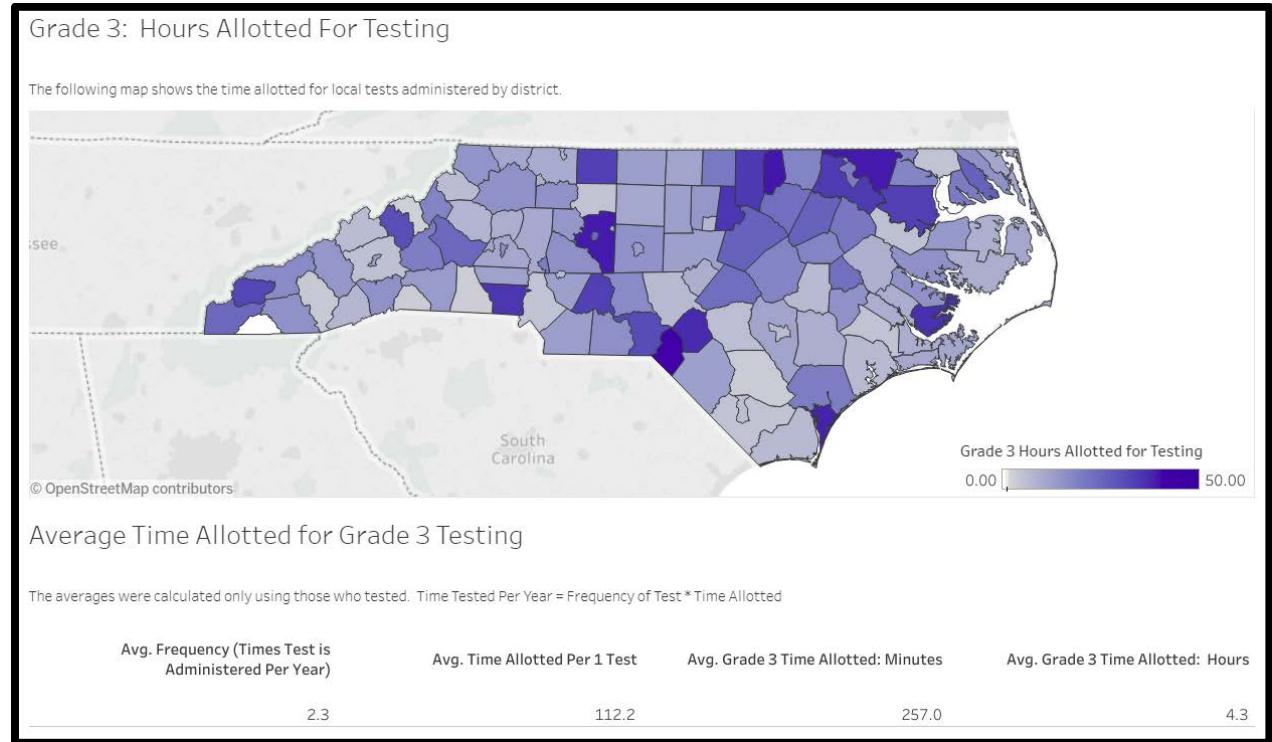 Grade 3: Hours Allotted For Testing
The following map shows the time allotted for local tests administered by district.
ssee
South
Carolina
Grade 3 Hours Allotted for Testing
0.00 50.00
© OpenStreetMap contributors
Average Time Allotted for Grade 3 Testing
The averages were calculated only using those who tested. Time Tested Per Year = Frequency of Test * Time Allotted
Avg. Frequency (Times Test is
Administered Per Year)
Avg. Time Allotted Per 1 Test
Avg. Grade 3 Time Allotted: Minutes
Avg. Grade 3 Time Allotted: Hours
2.3 112.2 257.0 4.3